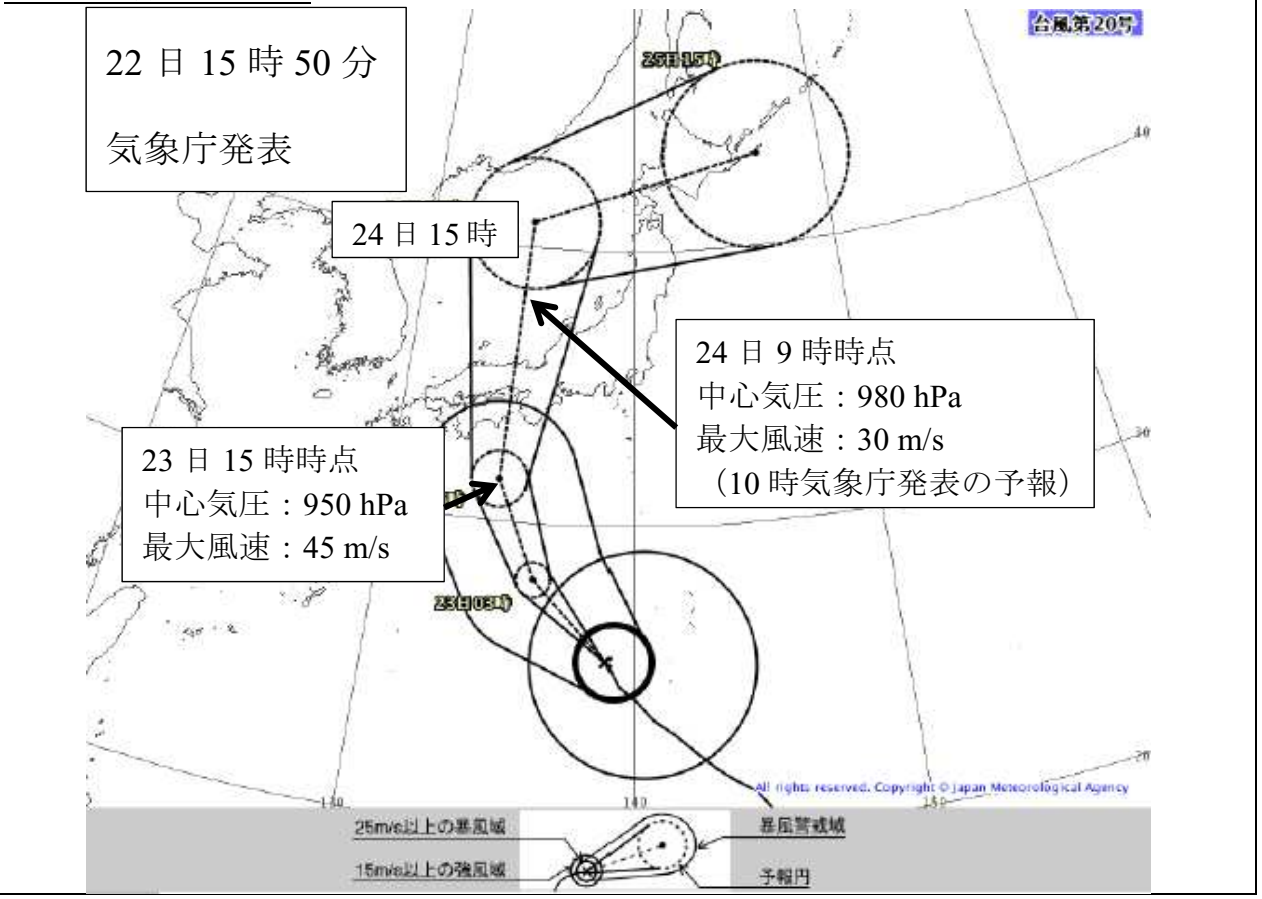 22 日 15 時 50 分
気象庁発表
台風第20号
25日15時
40
24 日 15 時
24 日 9 時時点
中心気圧：980 hPa
最大風速：30 m/s
（10 時気象庁発表の予報）
30
23 日 15 時時点
中心気圧：950 hPa
最大風速：45 m/s
23日03時
20
All rights reserved. Copyright © Japan Meteorological Agency
130
140
150
25m/s以上の暴風域
暴風警戒域
15m/s以上の強風域
予報円